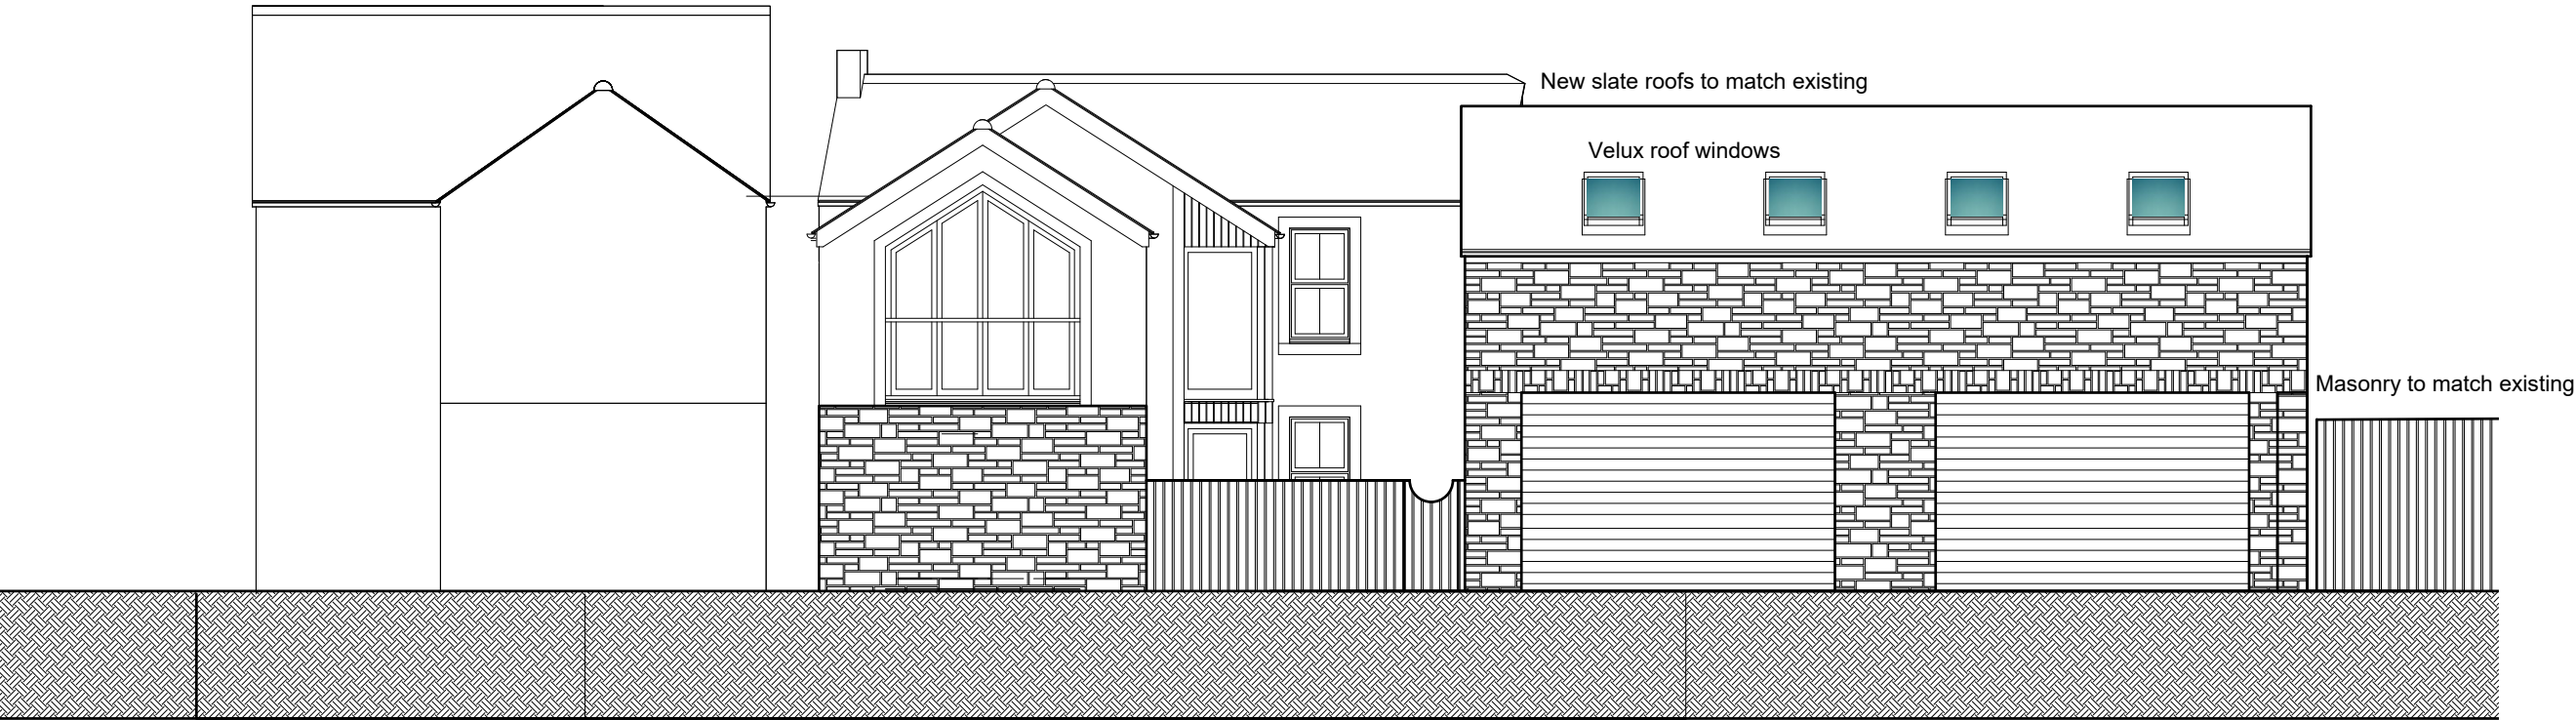 New slate roofs to match existing
Velux roof windows
Masonry to match existing